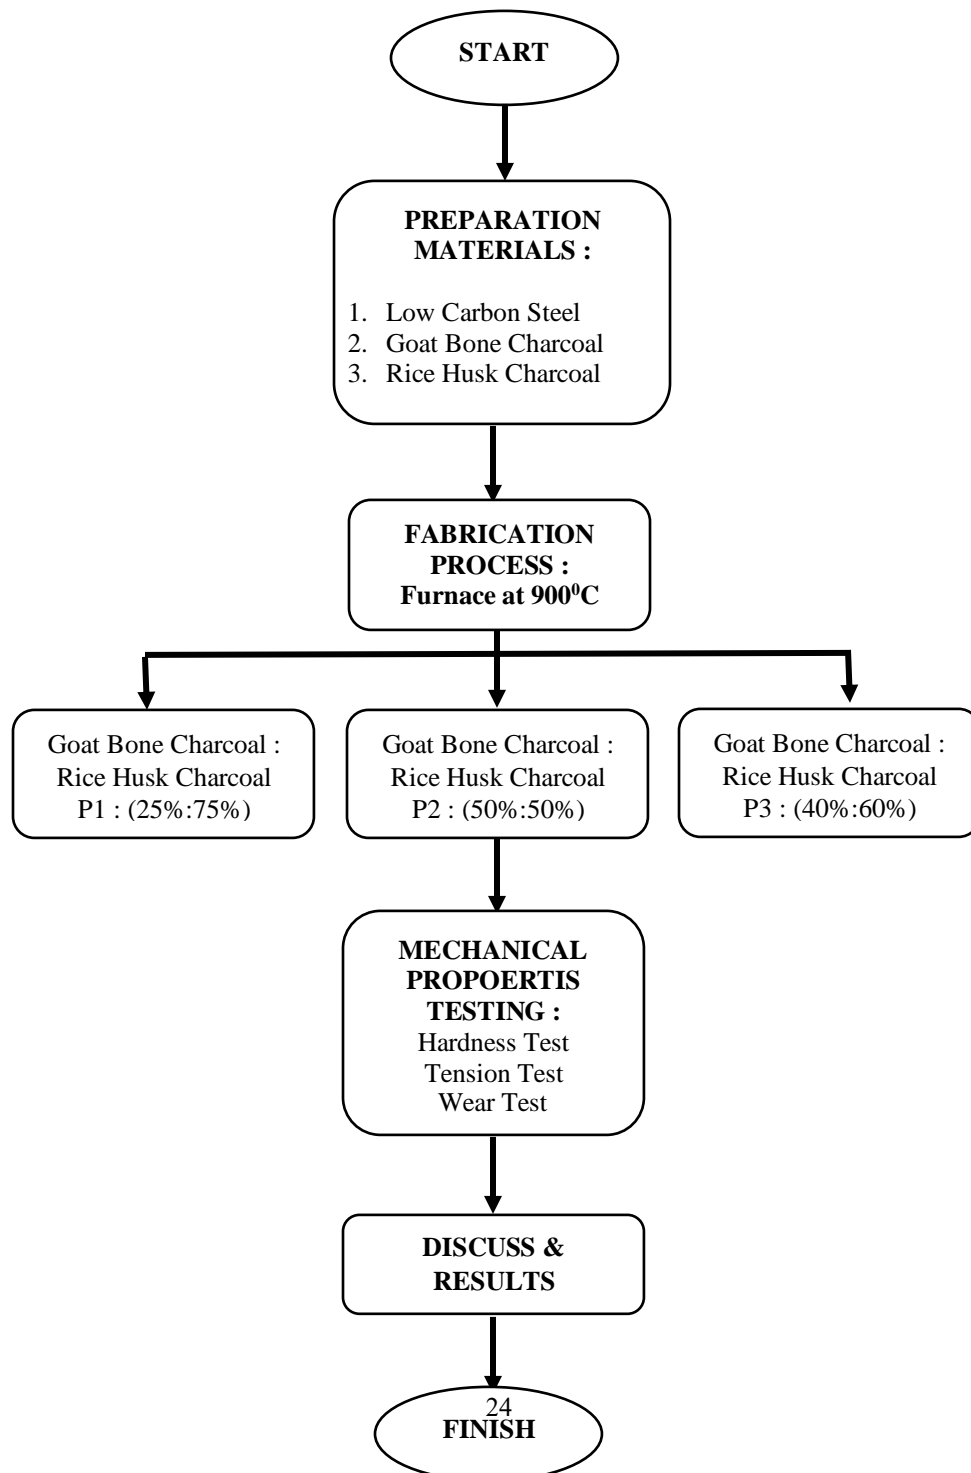 START
PREPARATION
MATERIALS :
1. Low Carbon Steel
2. Goat Bone Charcoal
3. Rice Husk Charcoal
FABRICATION
PROCESS :
Furnace at 900⁰C
Goat Bone Charcoal :
Rice Husk Charcoal
P1 : (25%:75%)
Goat Bone Charcoal :
Rice Husk Charcoal
P2 : (50%:50%)
Goat Bone Charcoal :
Rice Husk Charcoal
P3 : (40%:60%)
MECHANICAL
PROPOERTIS
TESTING :
Hardness Test
Tension Test
Wear Test
DISCUSS &
RESULTS
24
FINISH